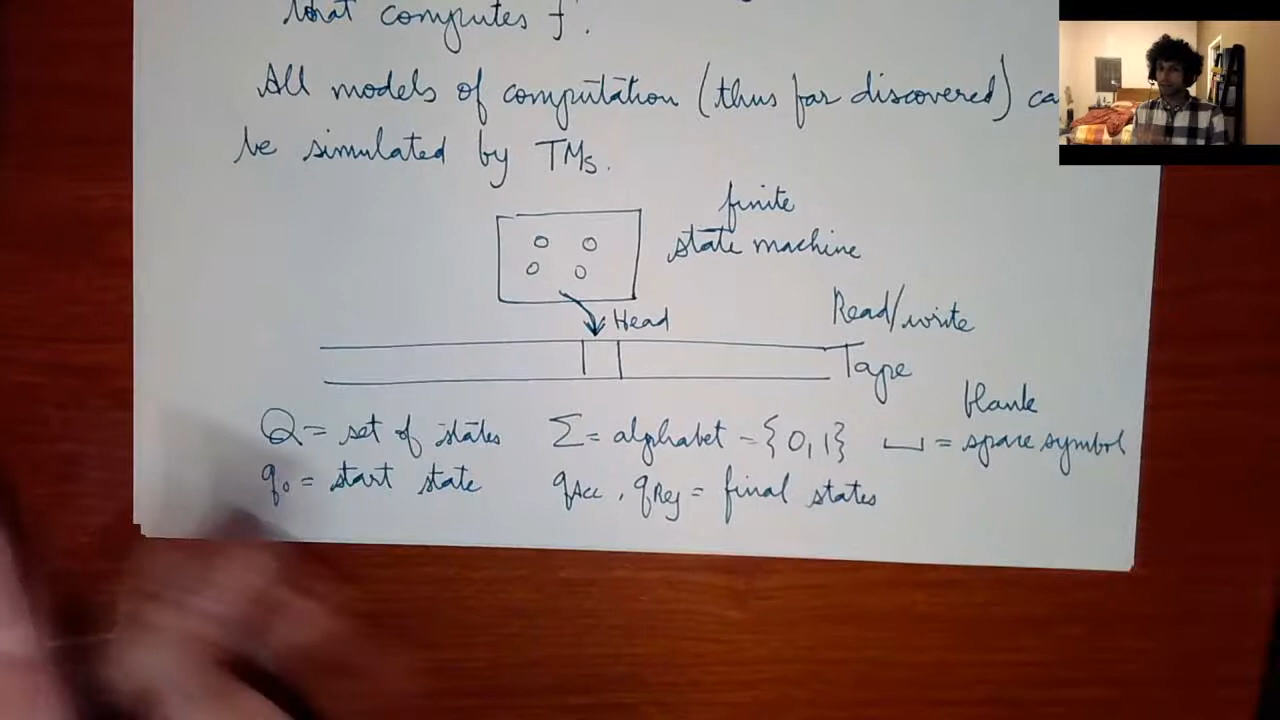 that computes f.
All models of computation (thus far discovered) ca
be simulated by TMs.
finite
state machine
Head
Read/write
Tape
blank
Q = set of states Σ = alphabet = {0,1} ⌴ = space symbol
q₀ = start state qAcc, qRej = final states